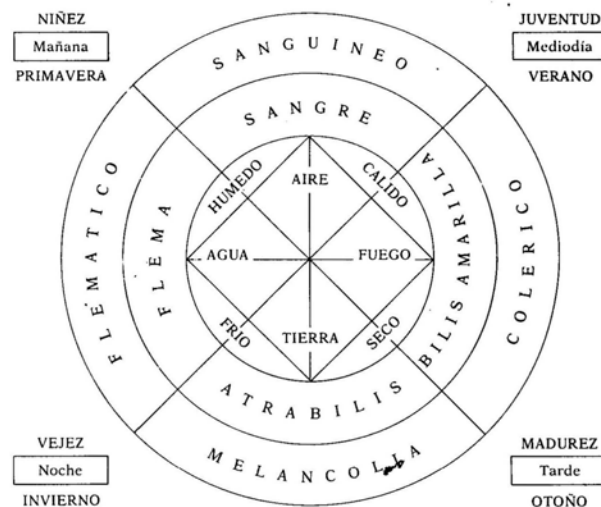 NIÑEZ
Mañana
PRIMAVERA
JUVENTUD
Mediodía
VERANO
SANGUINEO
SANGRE
HUMEDO
AIRE
CALIDO
FLEMATICO
FLEMA
AGUA
FUEGO
BILIS AMARILLA
COLERICO
FRIO
TIERRA
SECO
ATRABILIS
MELANCOLIA
VEJEZ
Noche
INVIERNO
MADUREZ
Tarde
OTOÑO